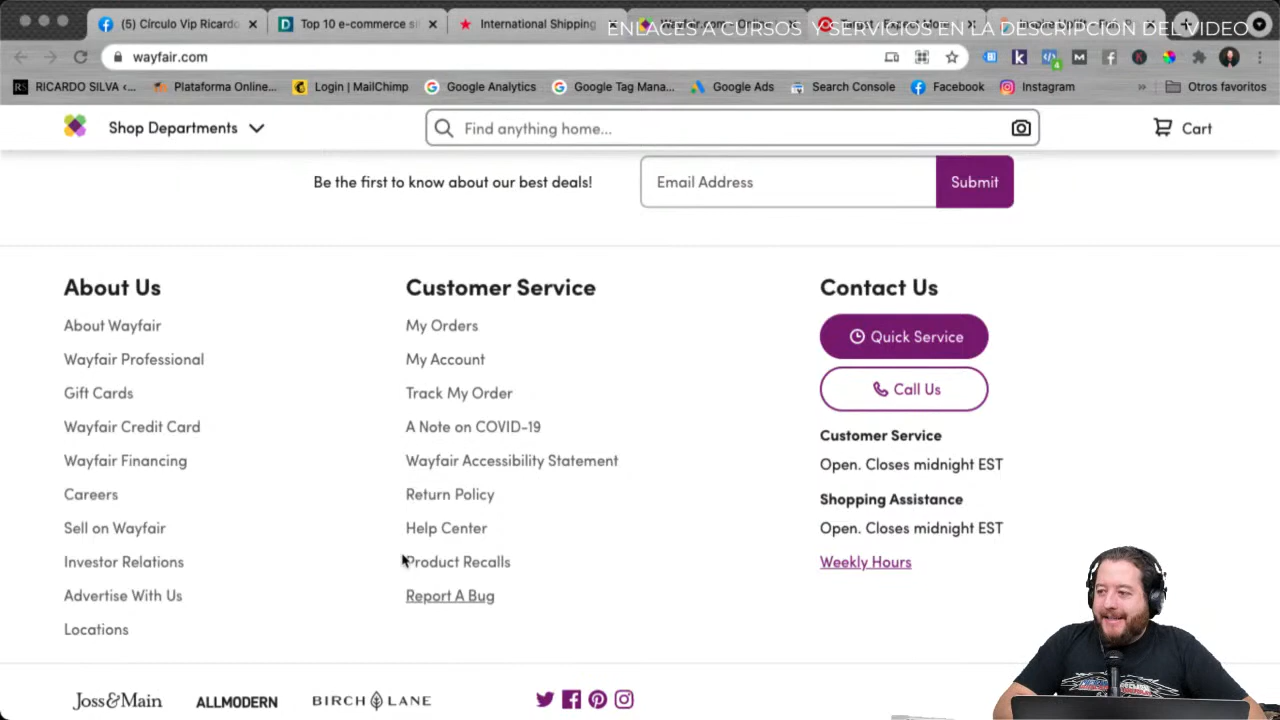 (5) Círculo Vip Ricardo
Top 10 e-commerce si
International Shipping
ENLACES A CURSOS Y SERVICIOS EN LA DESCRIPCIÓN DEL VIDEO
wayfair.com
RICARDO SILVA ‹...
Plataforma Online...
Login | MailChimp
Google Analytics
Google Tag Mana...
Google Ads
Search Console
Facebook
Instagram
Otros favoritos
Shop Departments
Find anything home...
Cart
Be the first to know about our best deals!
Email Address
Submit
About Us
About Wayfair
Wayfair Professional
Gift Cards
Wayfair Credit Card
Wayfair Financing
Careers
Sell on Wayfair
Investor Relations
Advertise With Us
Locations
Customer Service
My Orders
My Account
Track My Order
A Note on COVID-19
Wayfair Accessibility Statement
Return Policy
Help Center
Product Recalls
Report A Bug
Contact Us
Quick Service
Call Us
Customer Service
Open. Closes midnight EST
Shopping Assistance
Open. Closes midnight EST
Weekly Hours
Joss&Main
ALLMODERN
BIRCH LANE